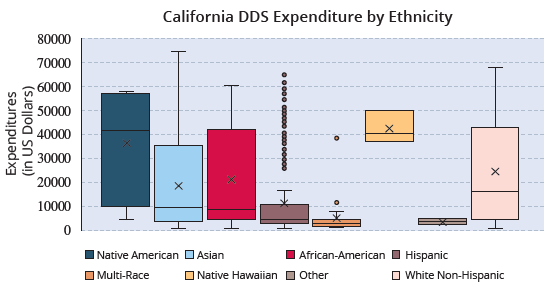 California DDS Expenditure by Ethnicity
Expenditures
(in US Dollars)
80000
70000
60000
50000
40000
30000
20000
10000
0
Native American Asian African-American Hispanic
Multi-Race Native Hawaiian Other White Non-Hispanic